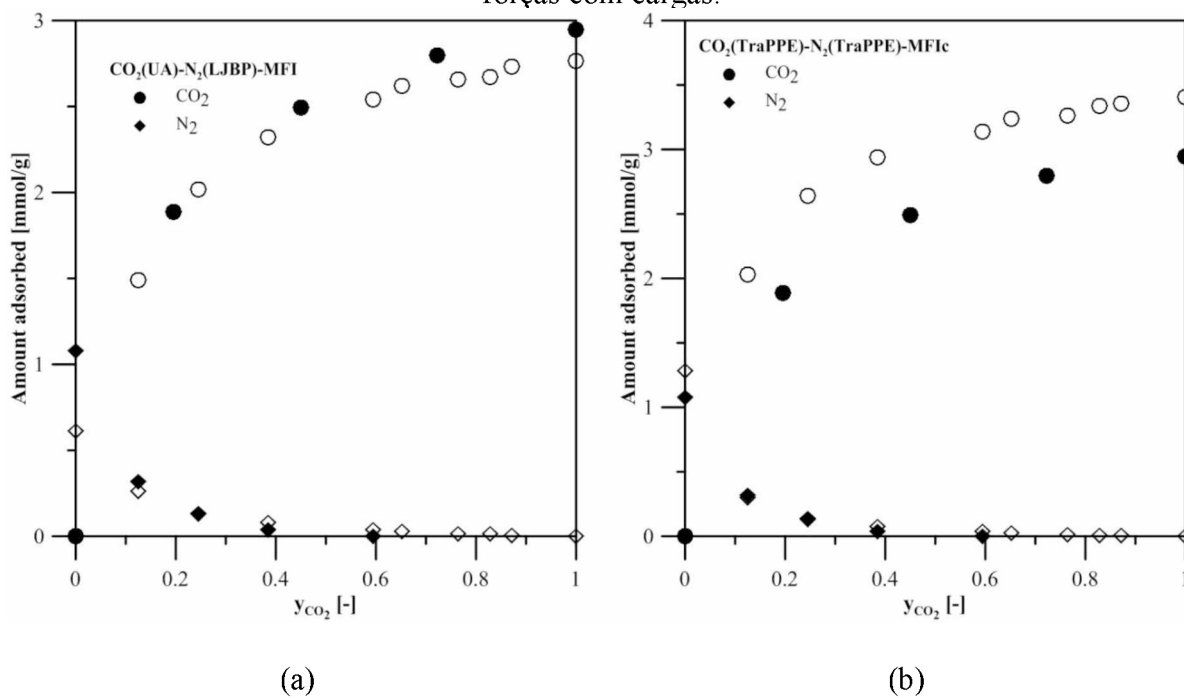 forças com cargas.
3
CO₂(UA)-N₂(LJBP)-MFI
CO₂
N₂
2
1
0
Amount adsorbed [mmol/g]
0 0.2 0.4 0.6 0.8 1
y_CO₂ [-]
(a)
4
CO₂(TraPPE)-N₂(TraPPE)-MFIc
CO₂
N₂
3
2
1
0
Amount adsorbed [mmol/g]
0 0.2 0.4 0.6 0.8 1
y_CO₂ [-]
(b)